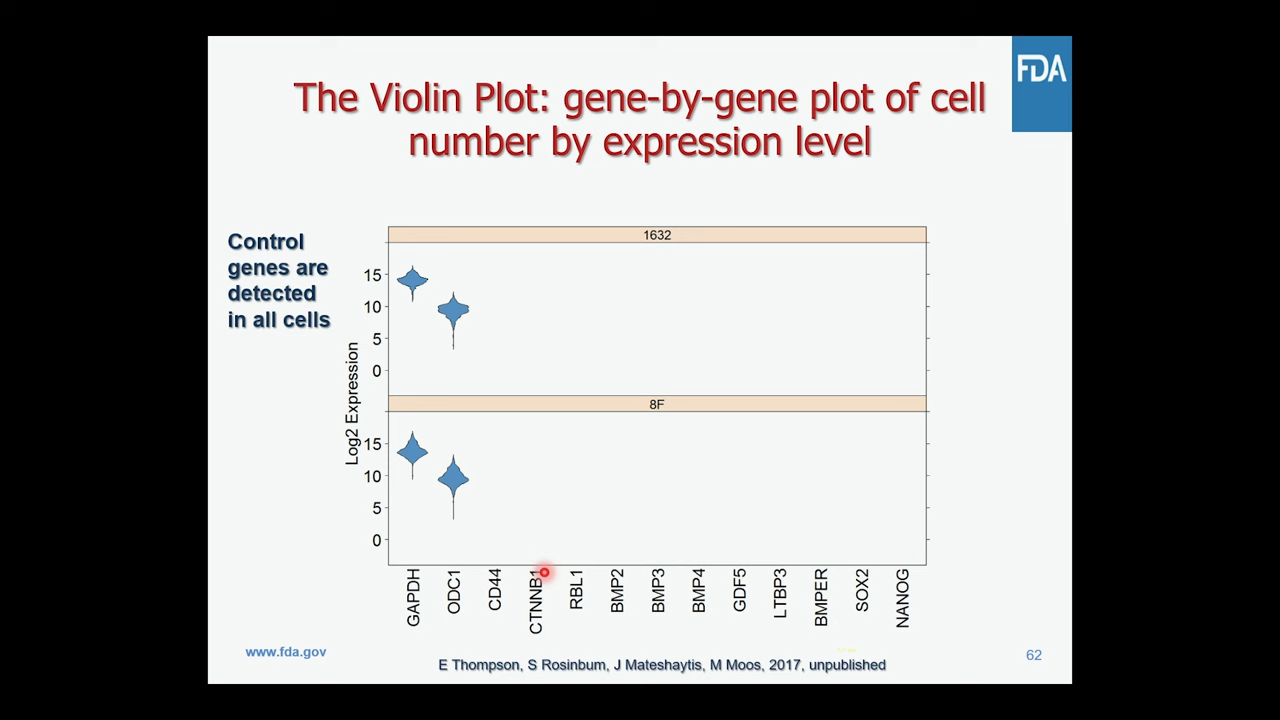 FDA
The Violin Plot: gene-by-gene plot of cell
number by expression level
Control
genes are
detected
in all cells
Log2 Expression
1632
15
10
5
0
8F
15
10
5
0
GAPDH
ODC1
CD44
CTNNB1
RBL1
BMP2
BMP3
BMP4
GDF5
LTBP3
BMPER
SOX2
NANOG
www.fda.gov
E Thompson, S Rosinbum, J Mateshaytis, M Moos, 2017, unpublished
62